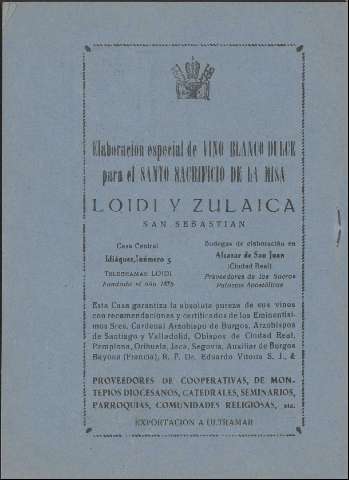 Elaboración especial de VINO BLANCO DULCE
para el SANTO SACRIFICIO DE LA MISA
LOIDI Y ZULAICA
SAN SEBASTIAN
Casa Central
Idiáquez, número 5
TELEGRAMAS LOIDI
Fundada el año 1875
Bodegas de elaboración en
Alcazar de San Juan
(Ciudad Real)
Proveedores de los Sacros
Palacios Apostólicos
Esta Casa garantiza la absoluta pureza de sus vinos
con recomendaciones y certificados de los Eminentísi-
mos Sres. Cardenal Arzobispo de Burgos, Arzobispos
de Santiago y Valladolid, Obispos de Ciudad Real,
Pamplona, Orihuela, Jaca, Segovia, Auxiliar de Burgos
Bayona (Francia), R. P. Dr. Eduardo Vitoria S. J., &
PROVEEDORES DE COOPERATIVAS, DE MON-
TEPIOS DIOCESANOS, CATEDRALES, SEMINARIOS,
PARROQUIAS, COMUNIDADES RELIGIOSAS, etc.
EXPORTACION A ULTRAMAR